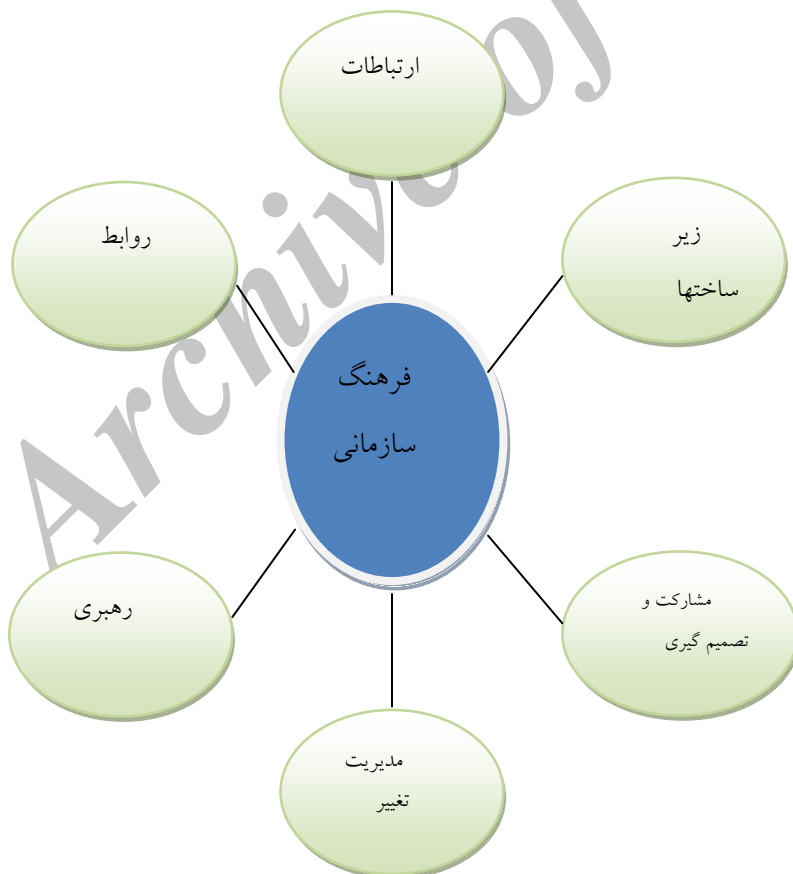 ارتباطات
زیر
ساختها
روابط
فرهنگ
سازمانی
مشارکت و
تصمیم گیری
رهبری
مدیریت
تغییر
Archive of